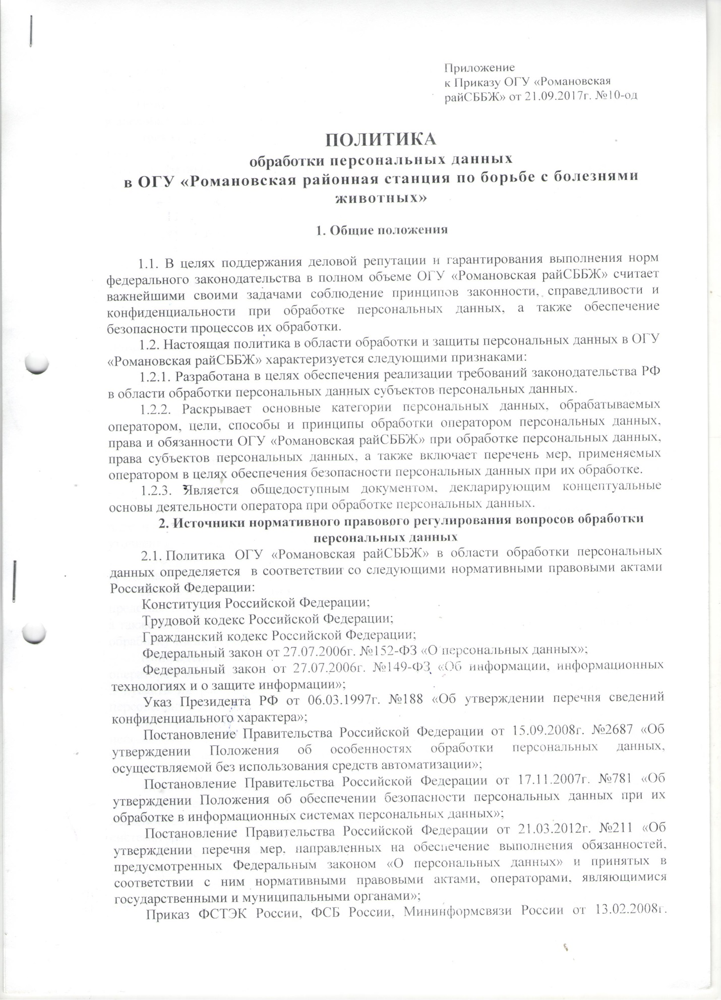 Приложение
к Приказу ОГУ «Романовская
райСББЖ» от 21.09.2017г. №10-од
ПОЛИТИКА
обработки персональных данных
в ОГУ «Романовская районная станция по борьбе с болезнями
животных»
1. Общие положения
1.1. В целях поддержания деловой репутации и гарантирования выполнения норм
федерального законодательства в полном объеме ОГУ «Романовская райСББЖ» считает
важнейшими своими задачами соблюдение принципов законности, справедливости и
конфиденциальности при обработке персональных данных, а также обеспечение
безопасности процессов их обработки.
1.2. Настоящая политика в области обработки и защиты персональных данных в ОГУ
«Романовская райСББЖ» характеризуется следующими признаками:
1.2.1. Разработана в целях обеспечения реализации требований законодательства РФ
в области обработки персональных данных субъектов персональных данных.
1.2.2. Раскрывает основные категории персональных данных, обрабатываемых
оператором, цели, способы и принципы обработки оператором персональных данных,
права и обязанности ОГУ «Романовская райСББЖ» при обработке персональных данных,
права субъектов персональных данных, а также включает перечень мер, применяемых
оператором в целях обеспечения безопасности персональных данных при их обработке.
1.2.3. Является общедоступным документом, декларирующим концептуальные
основы деятельности оператора при обработке персональных данных.
2. Источники нормативного правового регулирования вопросов обработки
персональных данных
2.1. Политика ОГУ «Романовская райСББЖ» в области обработки персональных
данных определяется в соответствии со следующими нормативными правовыми актами
Российской Федерации:
Конституция Российской Федерации;
Трудовой кодекс Российской Федерации;
Гражданский кодекс Российской Федерации;
Федеральный закон от 27.07.2006г. №152-ФЗ «О персональных данных»;
Федеральный закон от 27.07.2006г. №149-ФЗ «Об информации, информационных
технологиях и о защите информации»;
Указ Президента РФ от 06.03.1997г. №188 «Об утверждении перечня сведений
конфиденциального характера»;
Постановление Правительства Российской Федерации от 15.09.2008г. №2687 «Об
утверждении Положения об особенностях обработки персональных данных,
осуществляемой без использования средств автоматизации»;
Постановление Правительства Российской Федерации от 17.11.2007г. №781 «Об
утверждении Положения об обеспечении безопасности персональных данных при их
обработке в информационных системах персональных данных»;
Постановление Правительства Российской Федерации от 21.03.2012г. №211 «Об
утверждении перечня мер, направленных на обеспечение выполнения обязанностей,
предусмотренных Федеральным законом «О персональных данных» и принятых в
соответствии с ним нормативными правовыми актами, операторами, являющимися
государственными и муниципальными органами»;
Приказ ФСТЭК России, ФСБ России, Мининформсвязи России от 13.02.2008г.